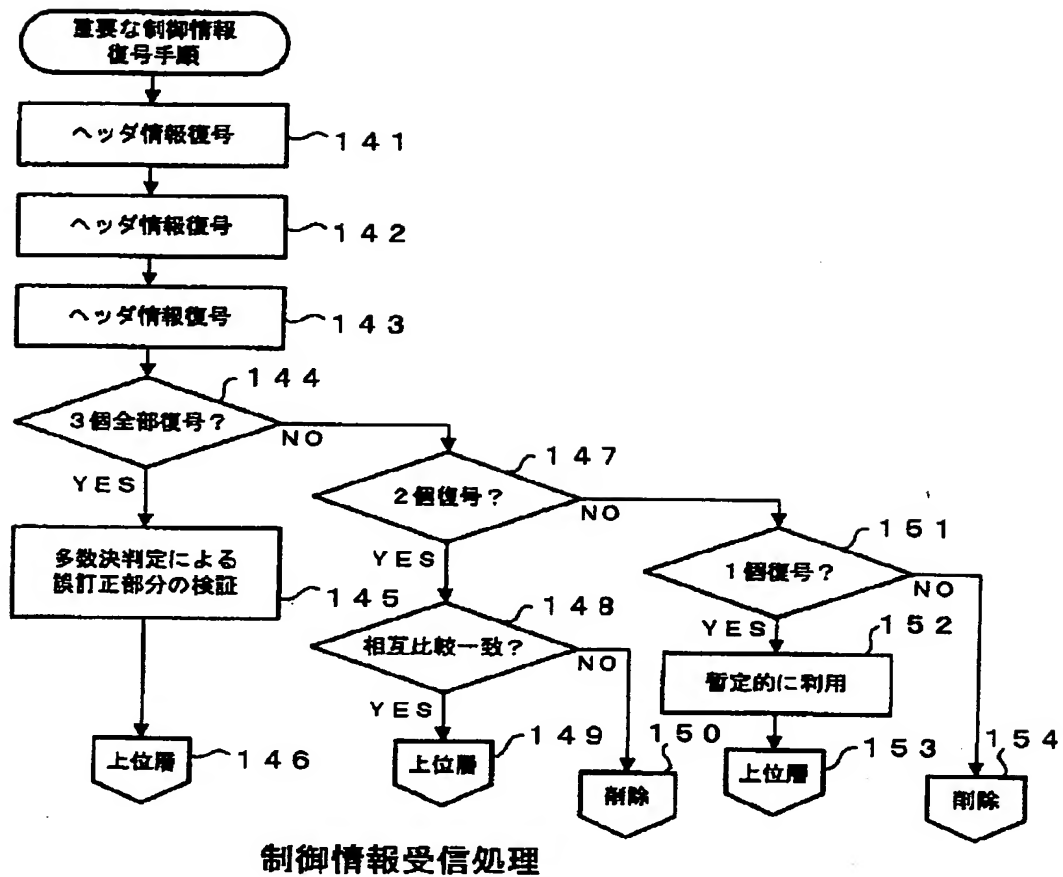 重要な制御情報
復号手順
ヘッダ情報復号
141
ヘッダ情報復号
142
ヘッダ情報復号
143
3個全部復号?
144
YES
NO
多数決判定による
誤訂正部分の検証
145
上位層
146
2個復号?
147
YES
NO
相互比較一致?
148
YES
NO
上位層
149
削除
150
1個復号?
151
YES
NO
暫定的に利用
152
上位層
153
削除
154
制御情報受信処理